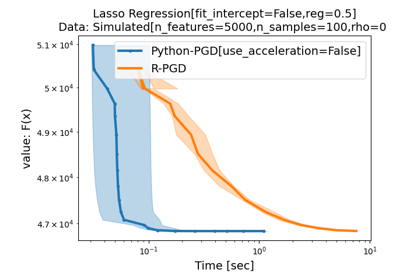 Lasso Regression[fit_intercept=False,reg=0.5]
Data: Simulated[n_features=5000,n_samples=100,rho=0
Python-PGD[use_acceleration=False]
R-PGD
value: F(x)
5.1 × 10⁴
5 × 10⁴
4.9 × 10⁴
4.8 × 10⁴
4.7 × 10⁴
10⁻¹
10⁰
10¹
Time [sec]